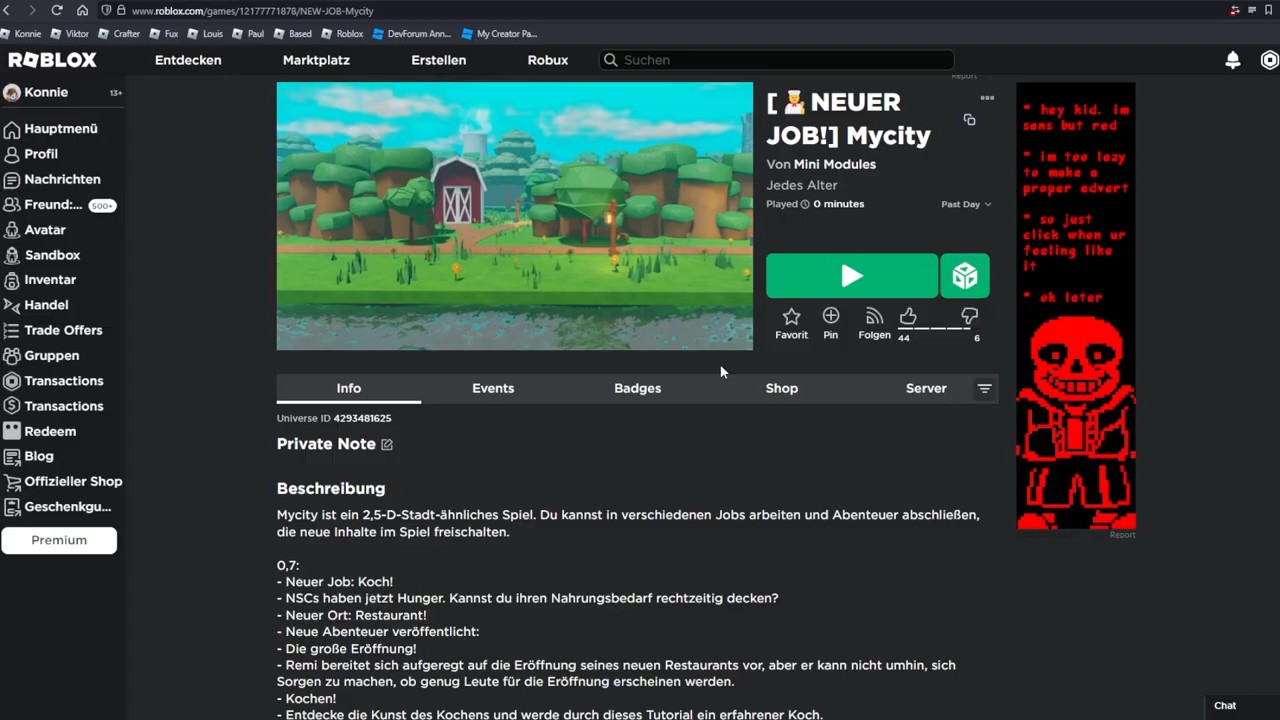 www.roblox.com/games/12177771878/NEW-JOB-Mycity
Konnie
Viktor
Crafter
Fux
Louis
Paul
Based
Roblox
DevForum Ann...
My Creator Pa...
ROBLOX
Entdecken
Marktplatz
Erstellen
Robux
Suchen
Konnie
13+
Hauptmenü
Profil
Nachrichten
Freund:...
500+
Avatar
Sandbox
Inventar
Handel
Trade Offers
Gruppen
Transactions
Transactions
Redeem
Blog
Offizieller Shop
Geschenkgu...
Premium
Report
[ 👨‍🍳 NEUER
JOB!] Mycity
Von Mini Modules
Jedes Alter
Played 0 minutes
Past Day
Favorit
Pin
Folgen
44
6
Info
Events
Badges
Shop
Server
Universe ID 4293481625
Private Note
Beschreibung
Mycity ist ein 2,5-D-Stadt-ähnliches Spiel. Du kannst in verschiedenen Jobs arbeiten und Abenteuer abschließen,
die neue Inhalte im Spiel freischalten.
0,7:
- Neuer Job: Koch!
- NSCs haben jetzt Hunger. Kannst du ihren Nahrungsbedarf rechtzeitig decken?
- Neuer Ort: Restaurant!
- Neue Abenteuer veröffentlicht:
- Die große Eröffnung!
- Remi bereitet sich aufgeregt auf die Eröffnung seines neuen Restaurants vor, aber er kann nicht umhin, sich
Sorgen zu machen, ob genug Leute für die Eröffnung erscheinen werden.
- Kochen!
- Entdecke die Kunst des Kochens und werde durch dieses Tutorial ein erfahrener Koch.
* hey kid. im
sans but red
* im too lazy
to make a
proper advert
* so just
click when ur
feeling like
it
* ok later
Report
Chat